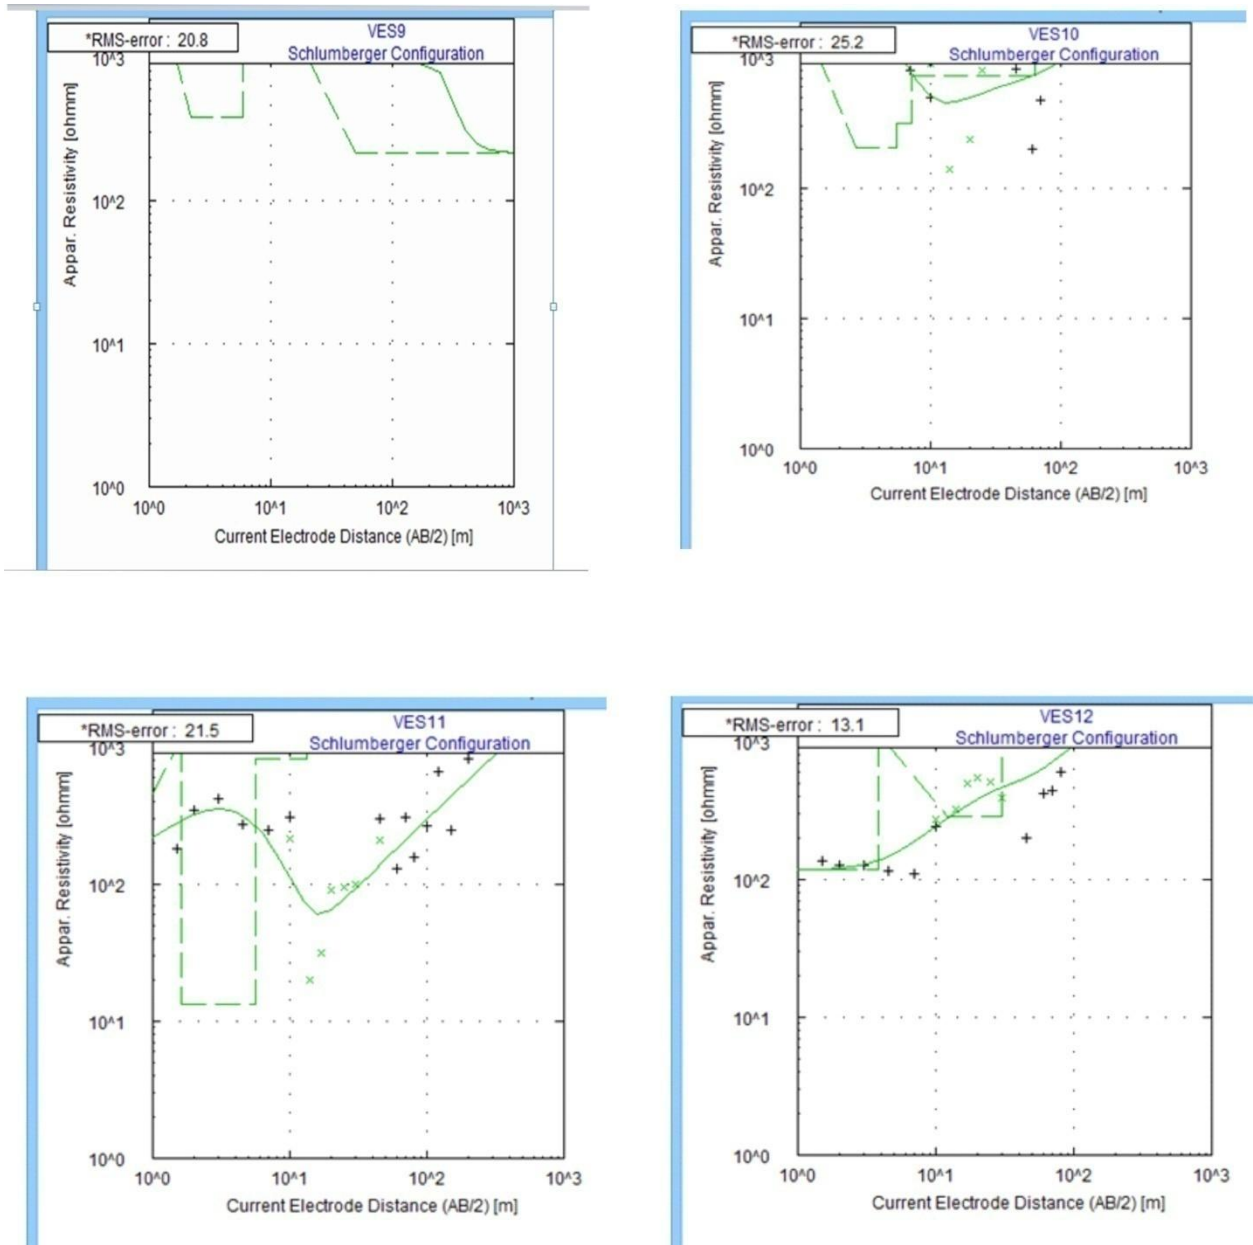 *RMS-error : 20.8
VES9
Schlumberger Configuration
10^3
10^2
10^1
10^0
Appar. Resistivity [ohmm]
10^0 10^1 10^2 10^3
Current Electrode Distance (AB/2) [m]
*RMS-error : 25.2
VES10
Schlumberger Configuration
10^3
10^2
10^1
10^0
Appar. Resistivity [ohmm]
10^0 10^1 10^2 10^3
Current Electrode Distance (AB/2) [m]
*RMS-error : 21.5
VES11
Schlumberger Configuration
10^3
10^2
10^1
10^0
Appar. Resistivity [ohmm]
10^0 10^1 10^2 10^3
Current Electrode Distance (AB/2) [m]
*RMS-error : 13.1
VES12
Schlumberger Configuration
10^3
10^2
10^1
10^0
Appar. Resistivity [ohmm]
10^0 10^1 10^2 10^3
Current Electrode Distance (AB/2) [m]